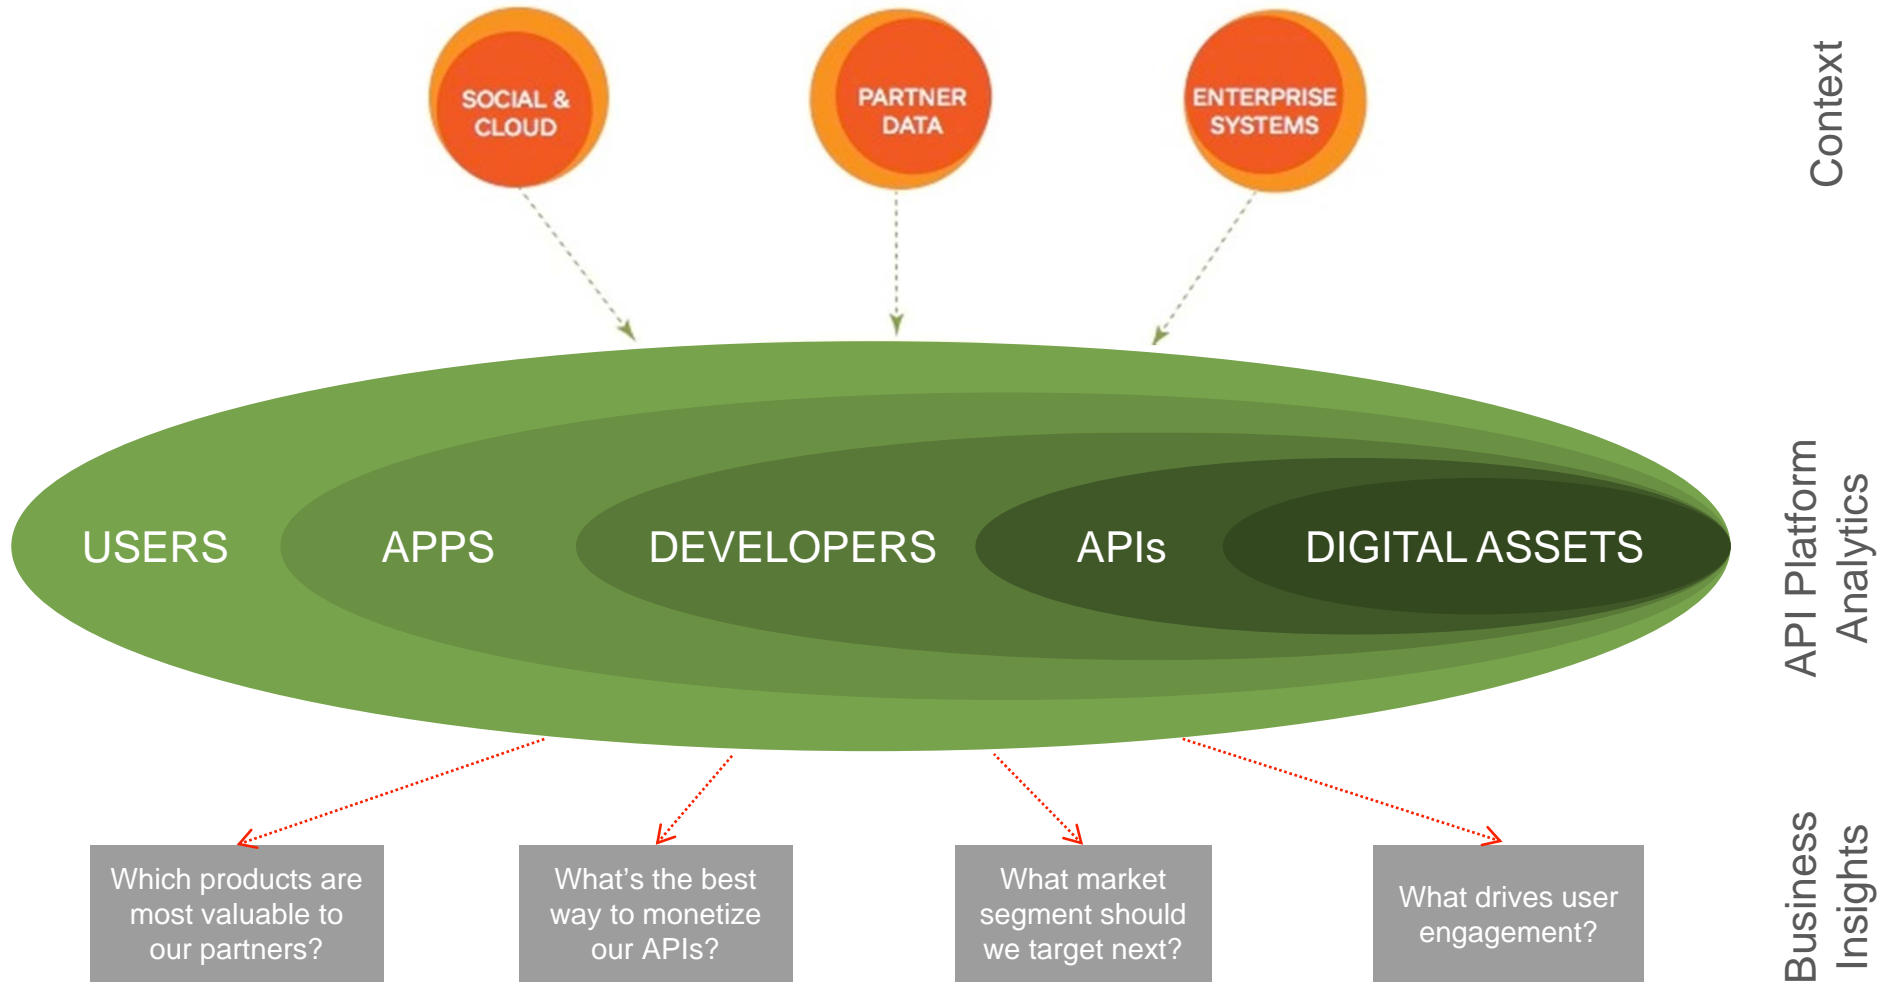 SOCIAL &
CLOUD
PARTNER
DATA
ENTERPRISE
SYSTEMS
Context
USERS
APPS
DEVELOPERS
APIs
DIGITAL ASSETS
API Platform
Analytics
Which products are
most valuable to
our partners?
What’s the best
way to monetize
our APIs?
What market
segment should
we target next?
What drives user
engagement?
Business
Insights